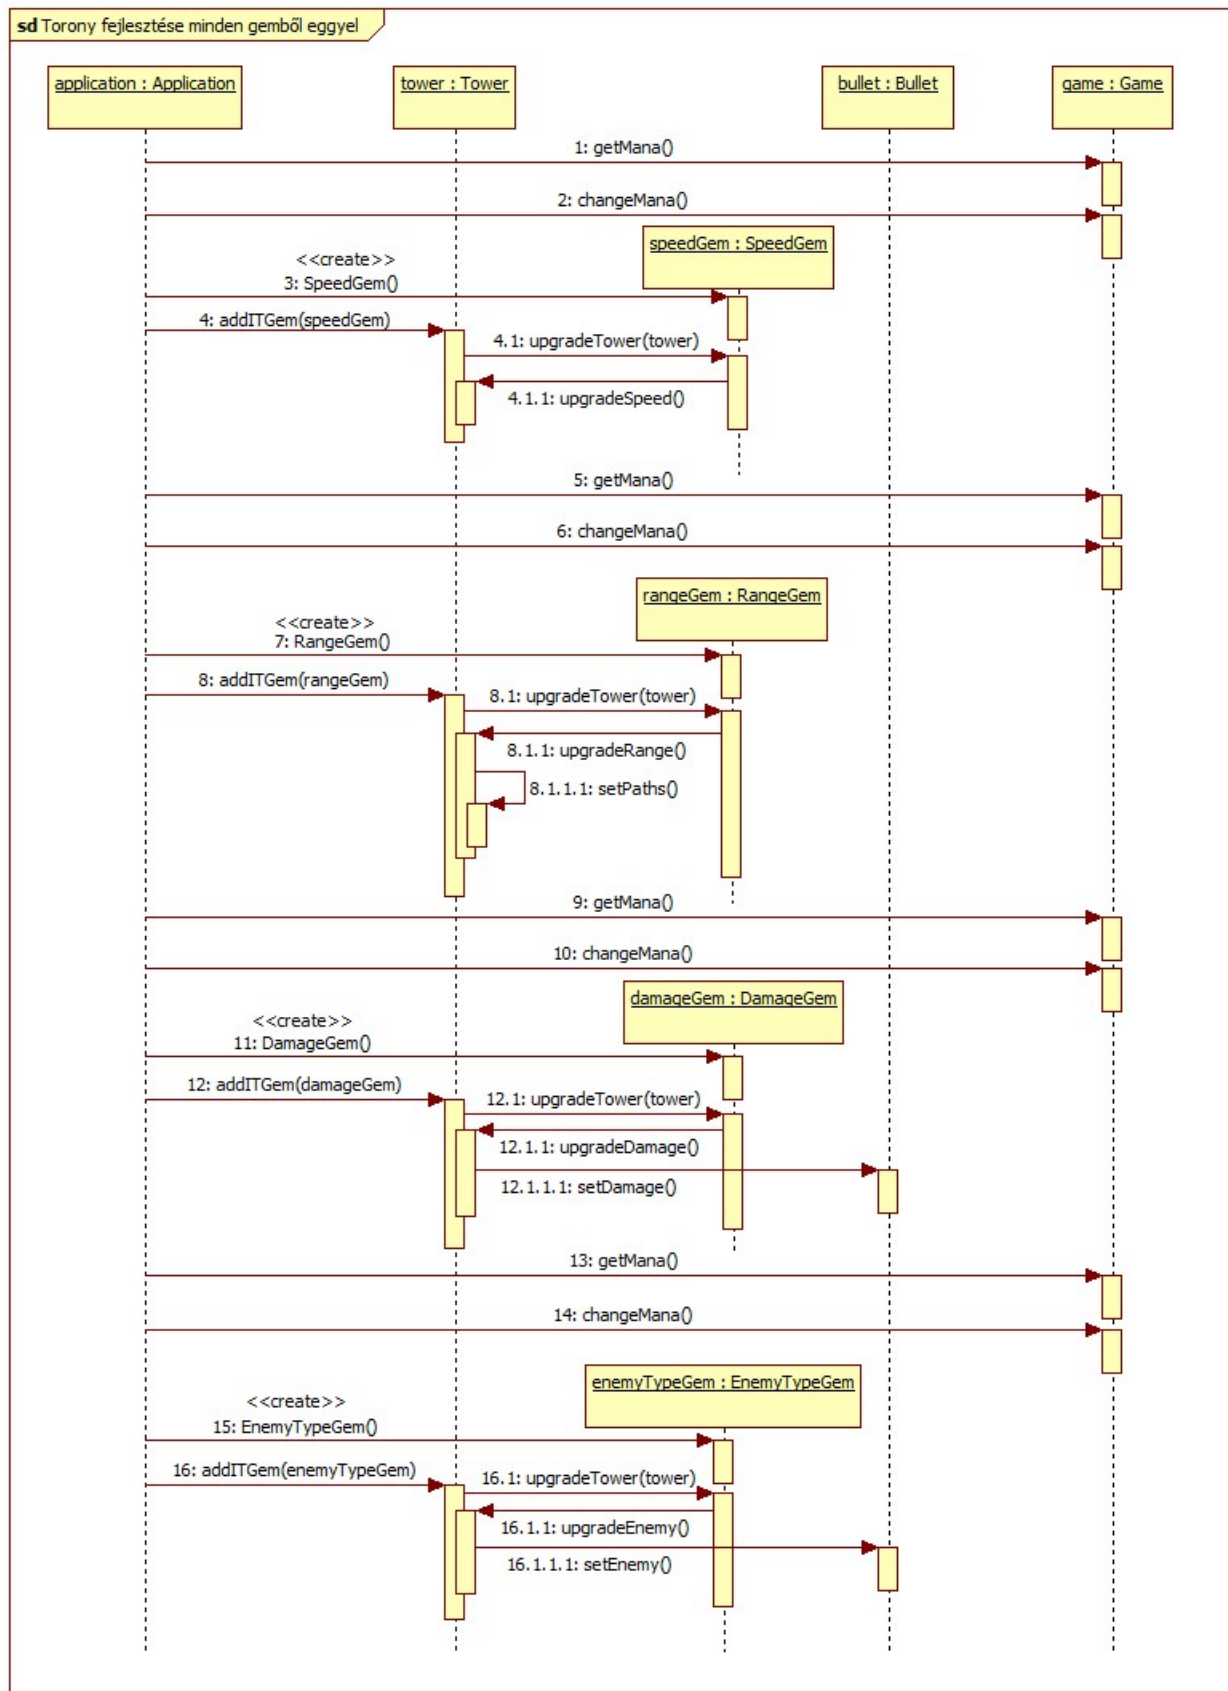 sd Torony fejlesztése minden gemből eggyel
application : Application
tower : Tower
bullet : Bullet
game : Game
1: getMana()
2: changeMana()
speedGem : SpeedGem
<<create>>
3: SpeedGem()
4: addITGem(speedGem)
4.1: upgradeTower(tower)
4.1.1: upgradeSpeed()
5: getMana()
6: changeMana()
rangeGem : RangeGem
<<create>>
7: RangeGem()
8: addITGem(rangeGem)
8.1: upgradeTower(tower)
8.1.1: upgradeRange()
8.1.1.1: setPaths()
9: getMana()
10: changeMana()
damageGem : DamageGem
<<create>>
11: DamageGem()
12: addITGem(damageGem)
12.1: upgradeTower(tower)
12.1.1: upgradeDamage()
12.1.1.1: setDamage()
13: getMana()
14: changeMana()
enemyTypeGem : EnemyTypeGem
<<create>>
15: EnemyTypeGem()
16: addITGem(enemyTypeGem)
16.1: upgradeTower(tower)
16.1.1: upgradeEnemy()
16.1.1.1: setEnemy()